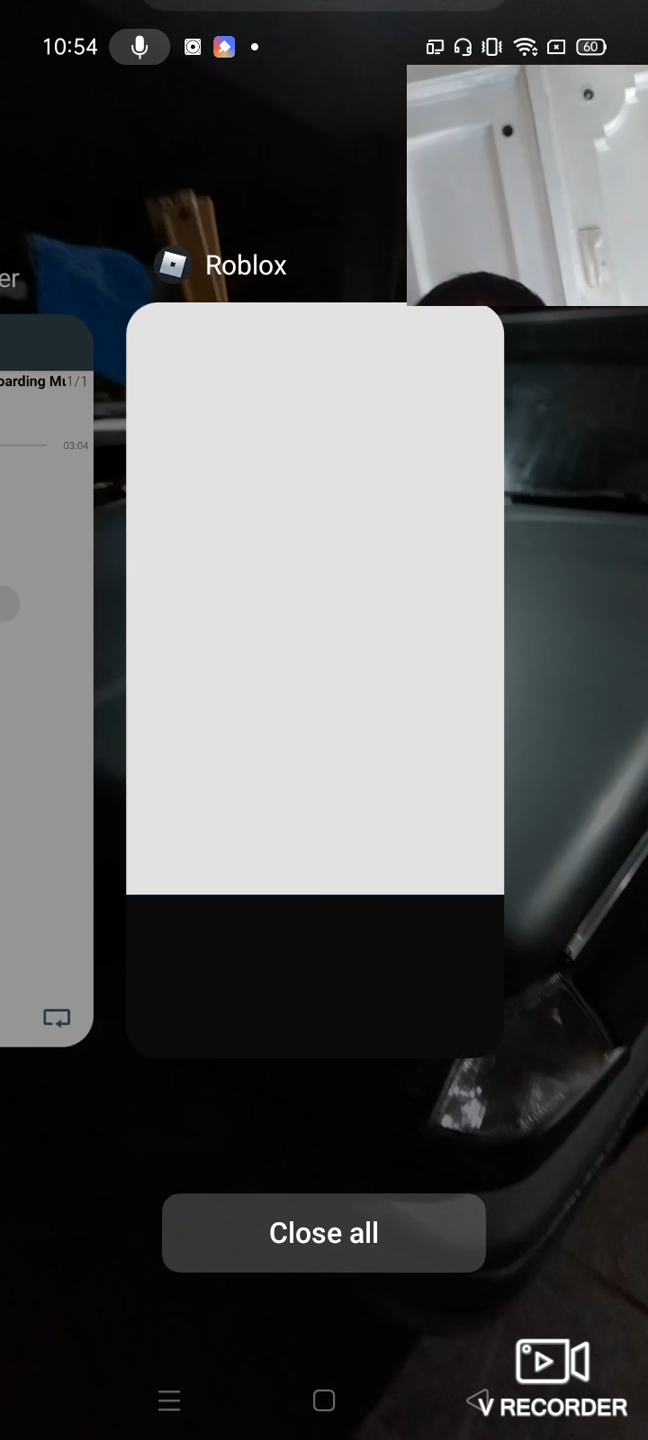 10:54
60
er
Roblox
oarding Mu1/1
03:04
Close all
V RECORDER